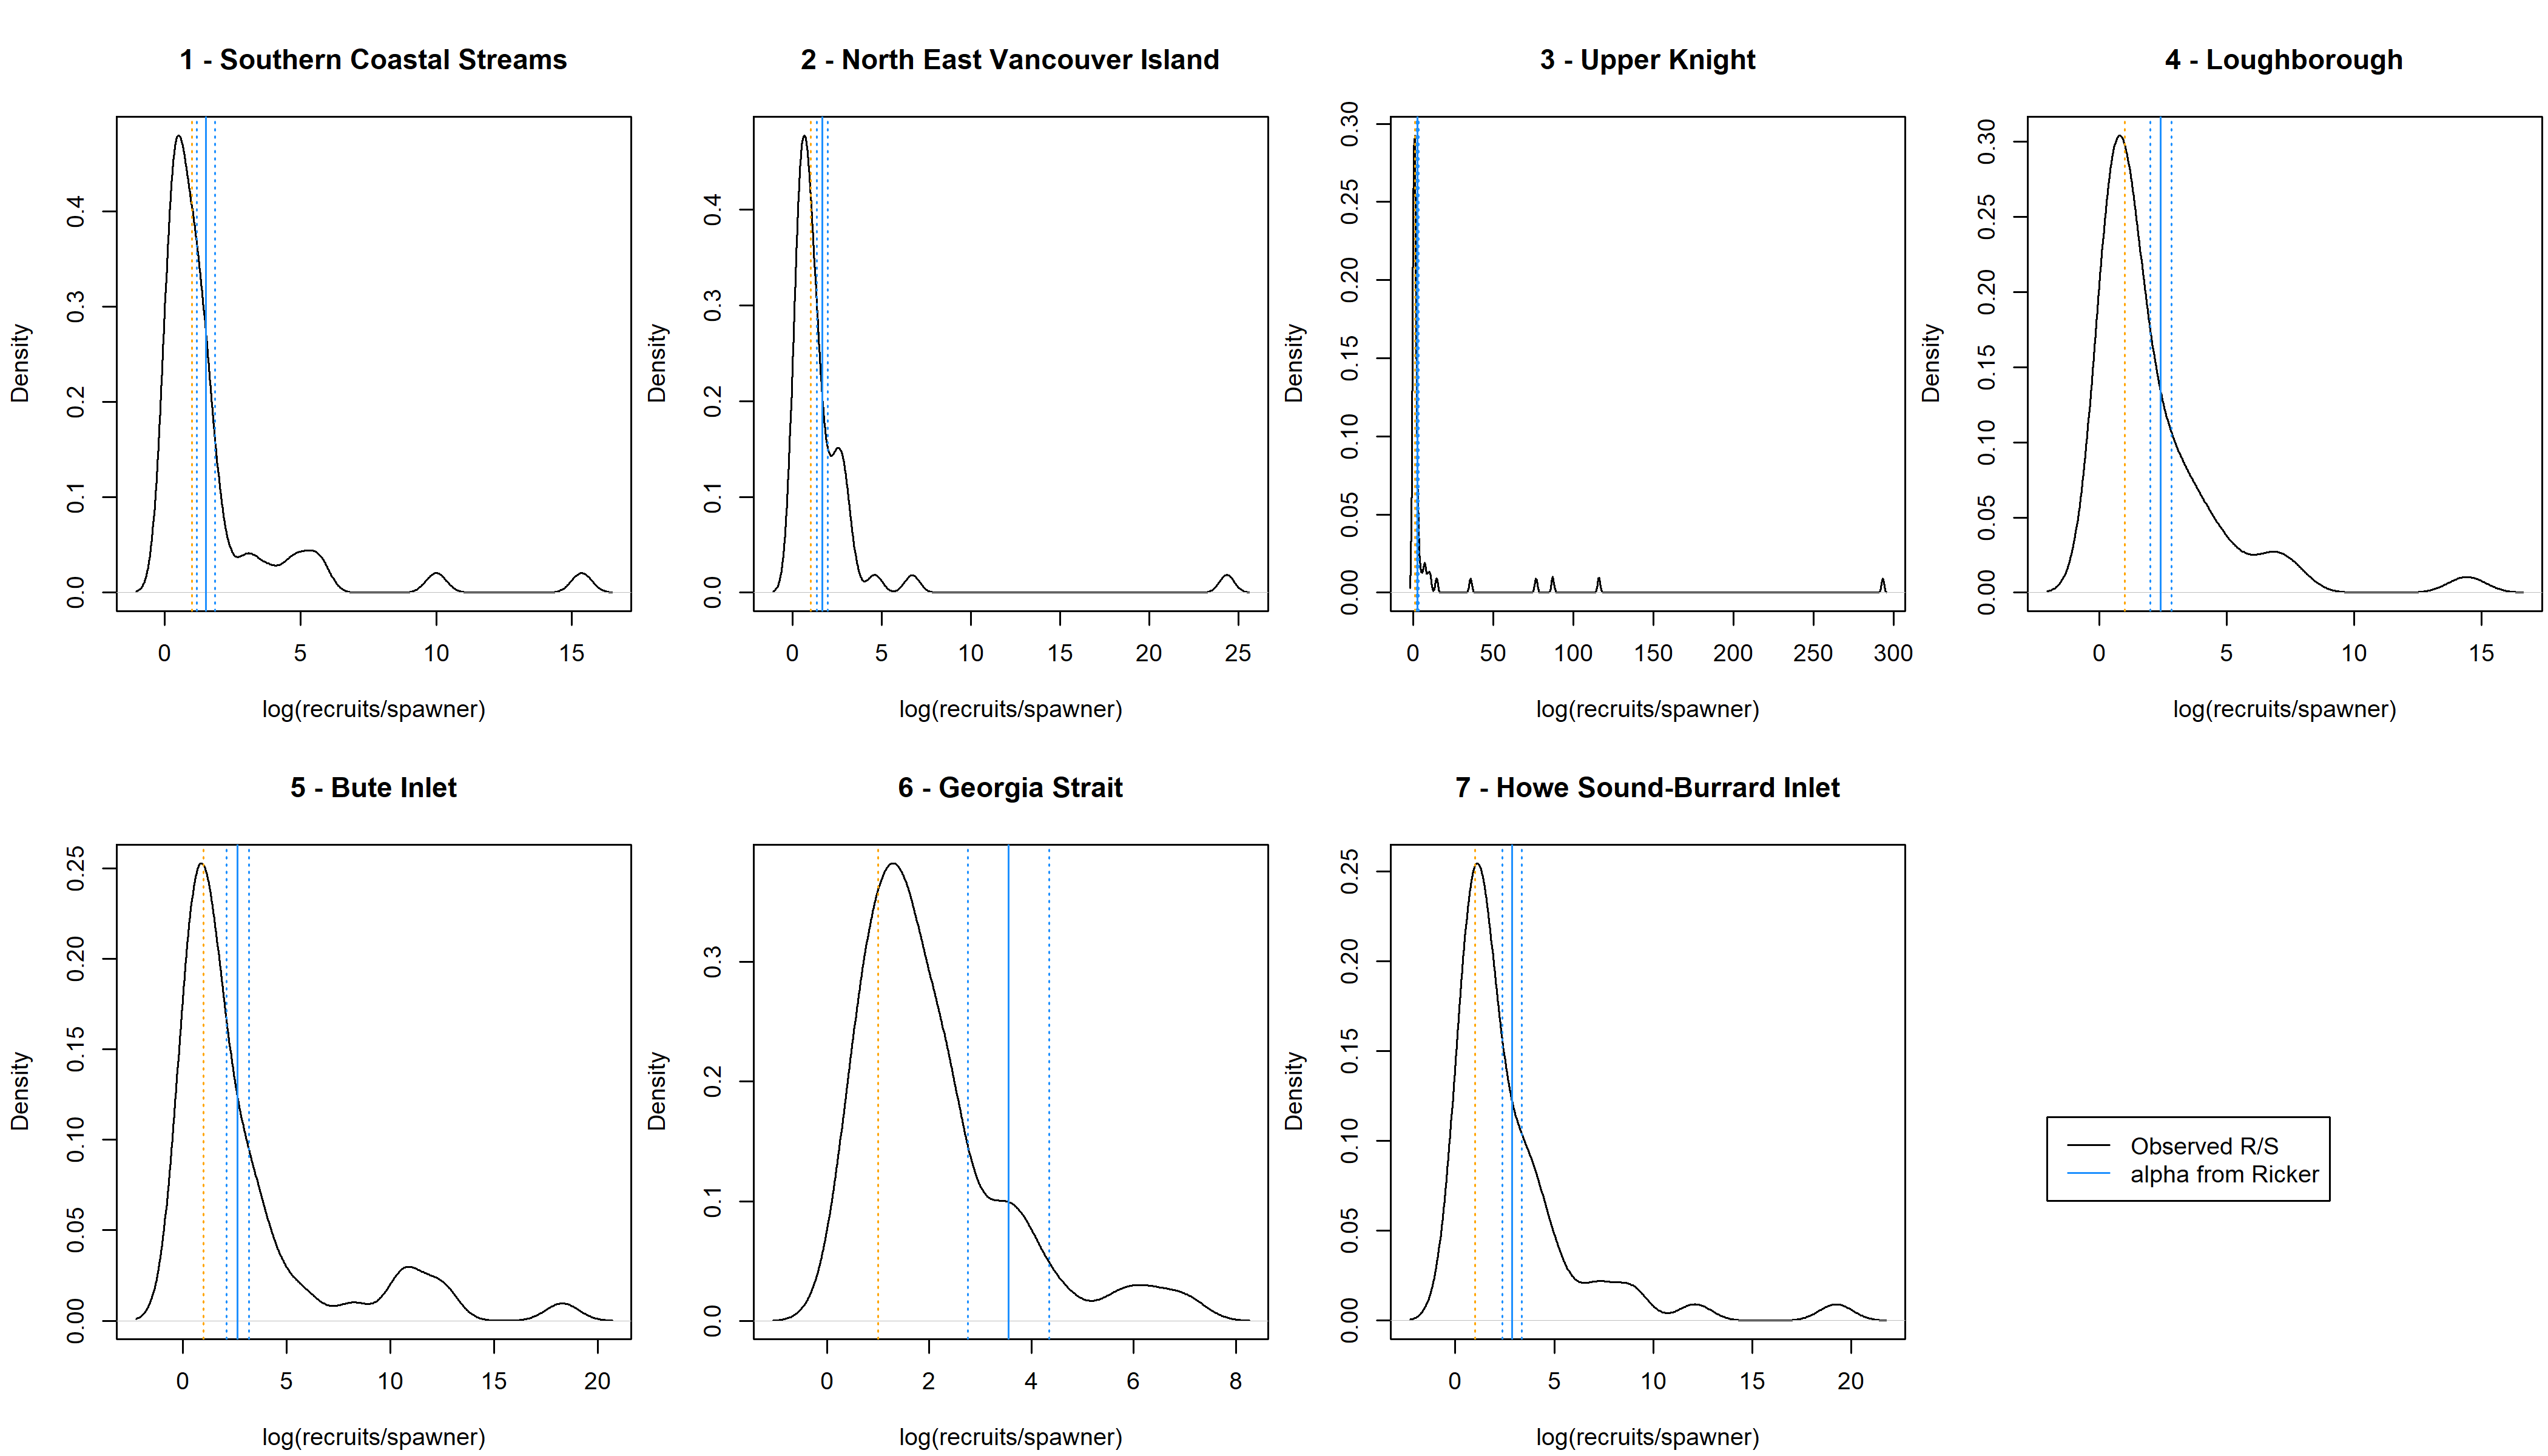 1 - Southern Coastal Streams
Density
0.0 0.1 0.2 0.3 0.4
0 5 10 15
log(recruits/spawner)
2 - North East Vancouver Island
Density
0.0 0.1 0.2 0.3 0.4
0 5 10 15 20 25
log(recruits/spawner)
3 - Upper Knight
Density
0.00 0.05 0.10 0.15 0.20 0.25 0.30
0 50 100 150 200 250 300
log(recruits/spawner)
4 - Loughborough
Density
0.00 0.05 0.10 0.15 0.20 0.25 0.30
0 5 10 15
log(recruits/spawner)
5 - Bute Inlet
Density
0.00 0.05 0.10 0.15 0.20 0.25
0 5 10 15 20
log(recruits/spawner)
6 - Georgia Strait
Density
0.0 0.1 0.2 0.3
0 2 4 6 8
log(recruits/spawner)
7 - Howe Sound-Burrard Inlet
Density
0.00 0.05 0.10 0.15 0.20 0.25
0 5 10 15 20
log(recruits/spawner)
Observed R/S
alpha from Ricker